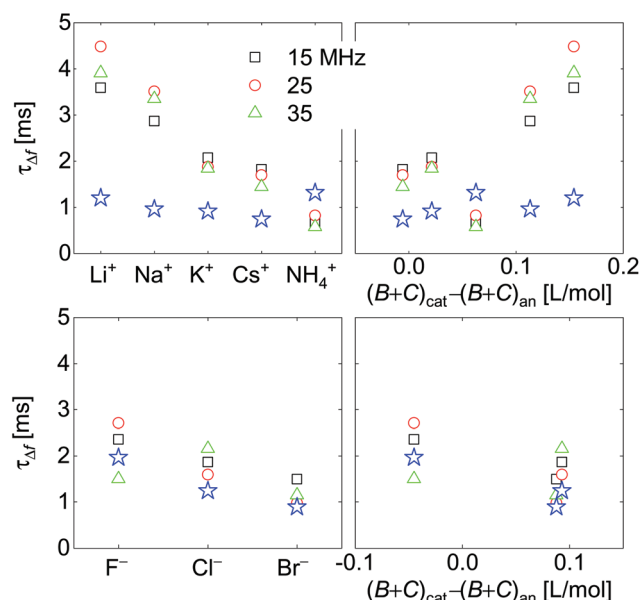 5
4
3
2
1
0
τΔf [ms]
15 MHz
25
35
Li⁺ Na⁺ K⁺ Cs⁺ NH₄⁺
0.0 0.1 0.2
(B+C)cat–(B+C)an [L/mol]
5
4
3
2
1
0
τΔf [ms]
F⁻ Cl⁻ Br⁻
-0.1 0.0 0.1
(B+C)cat–(B+C)an [L/mol]